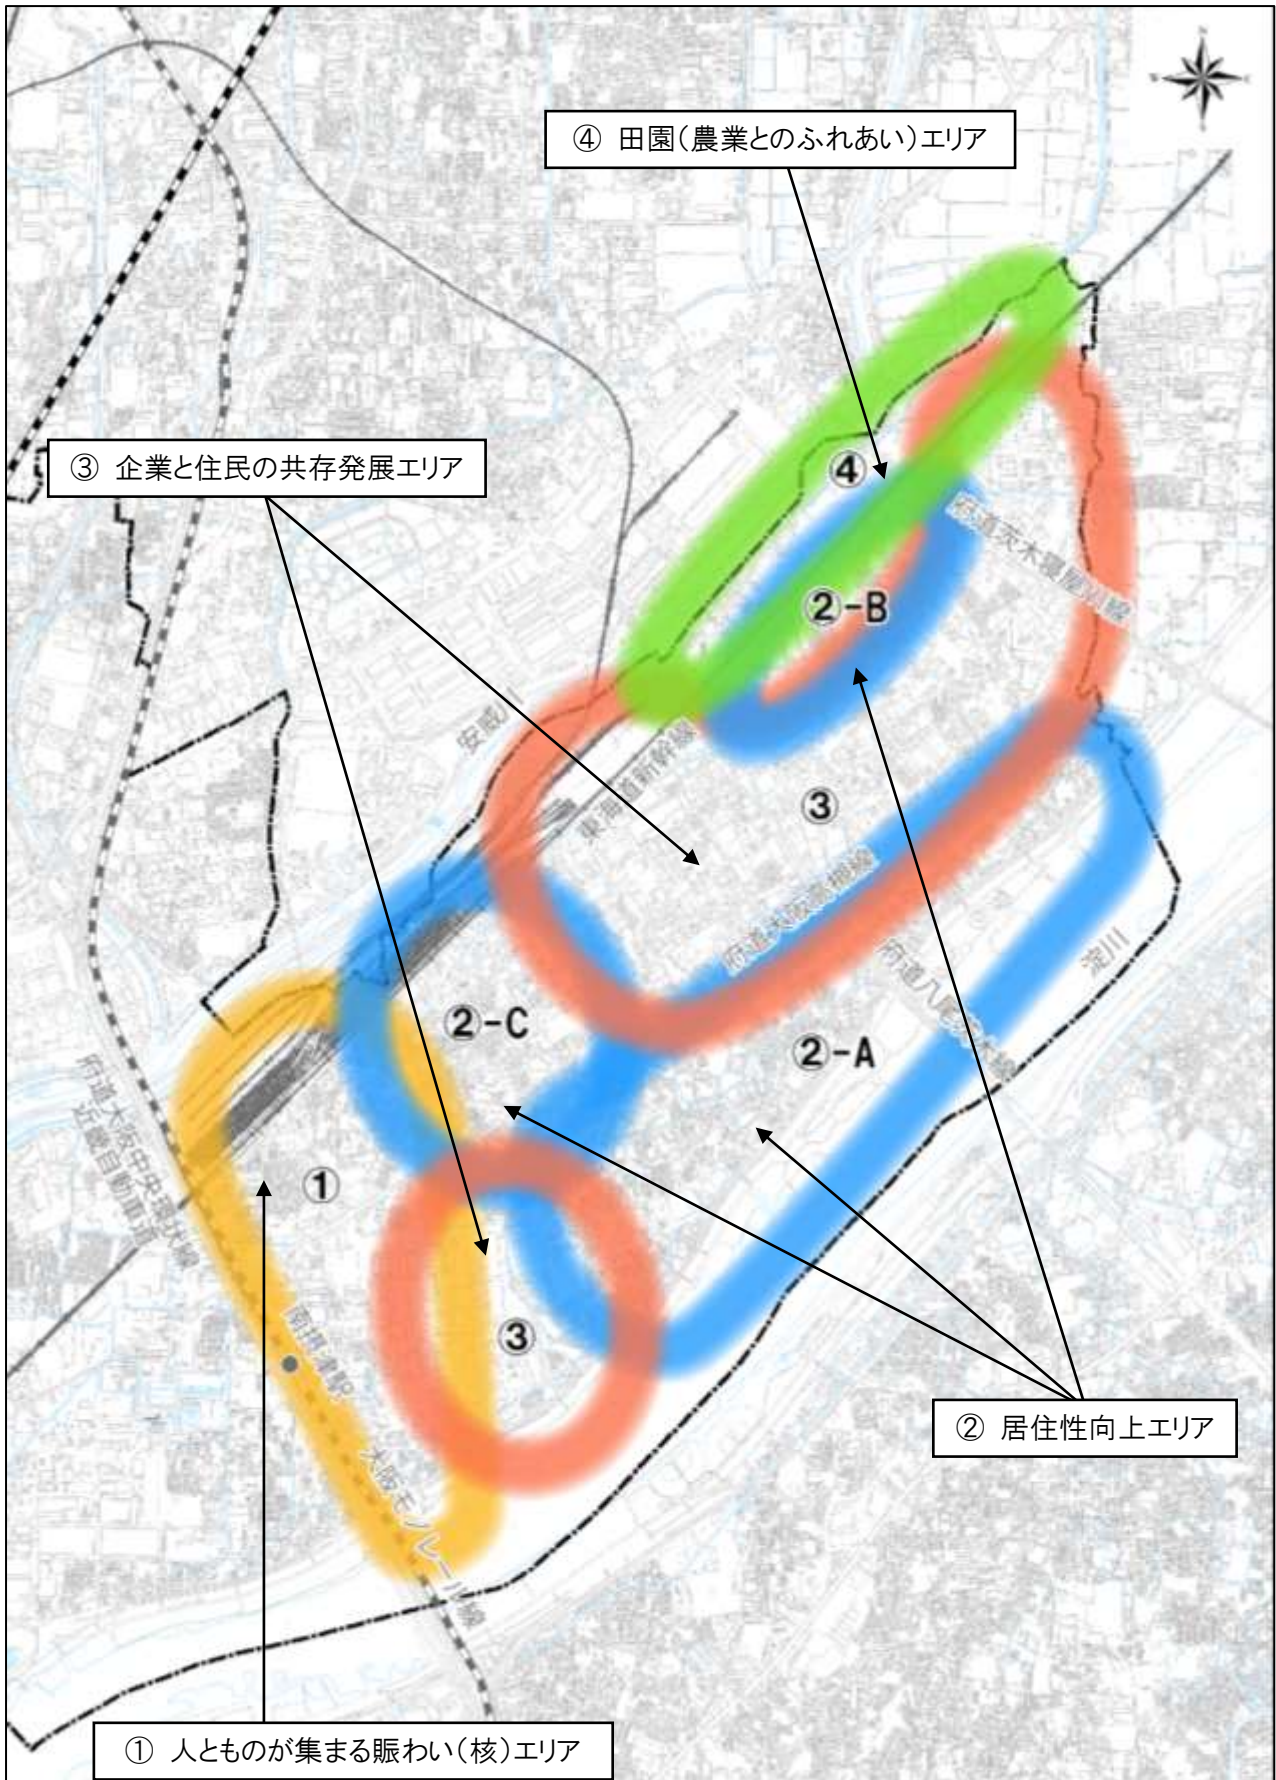 ④ 田園(農業とのふれあい)エリア
③ 企業と住民の共存発展エリア
④
府道茨木寝屋川線
②-B
安威川
東海道新幹線
③
府道大阪高槻線
府道八尾茨木線
淀川
②-C
②-A
府道大阪中央環状線
近畿自動車道
①
南摂津駅
③
大阪モノレール線
② 居住性向上エリア
① 人とものが集まる賑わい(核)エリア